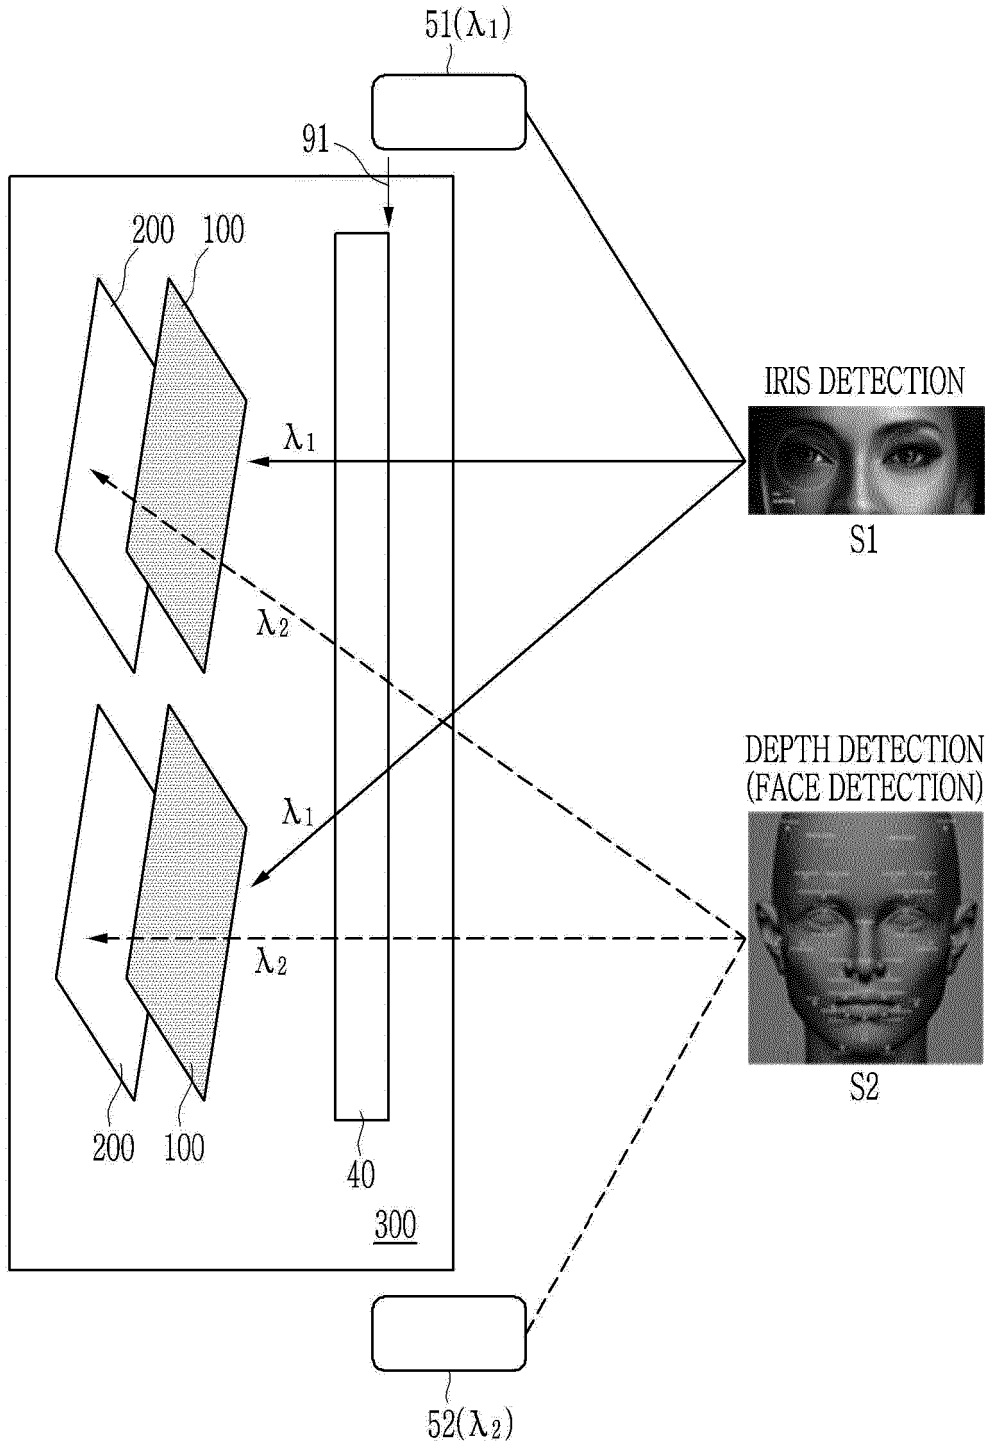 51(λ1)
91
200
100
λ1
IRIS DETECTION
S1
λ2
DEPTH DETECTION
(FACE DETECTION)
λ1
λ2
S2
200
100
40
300
52(λ2)